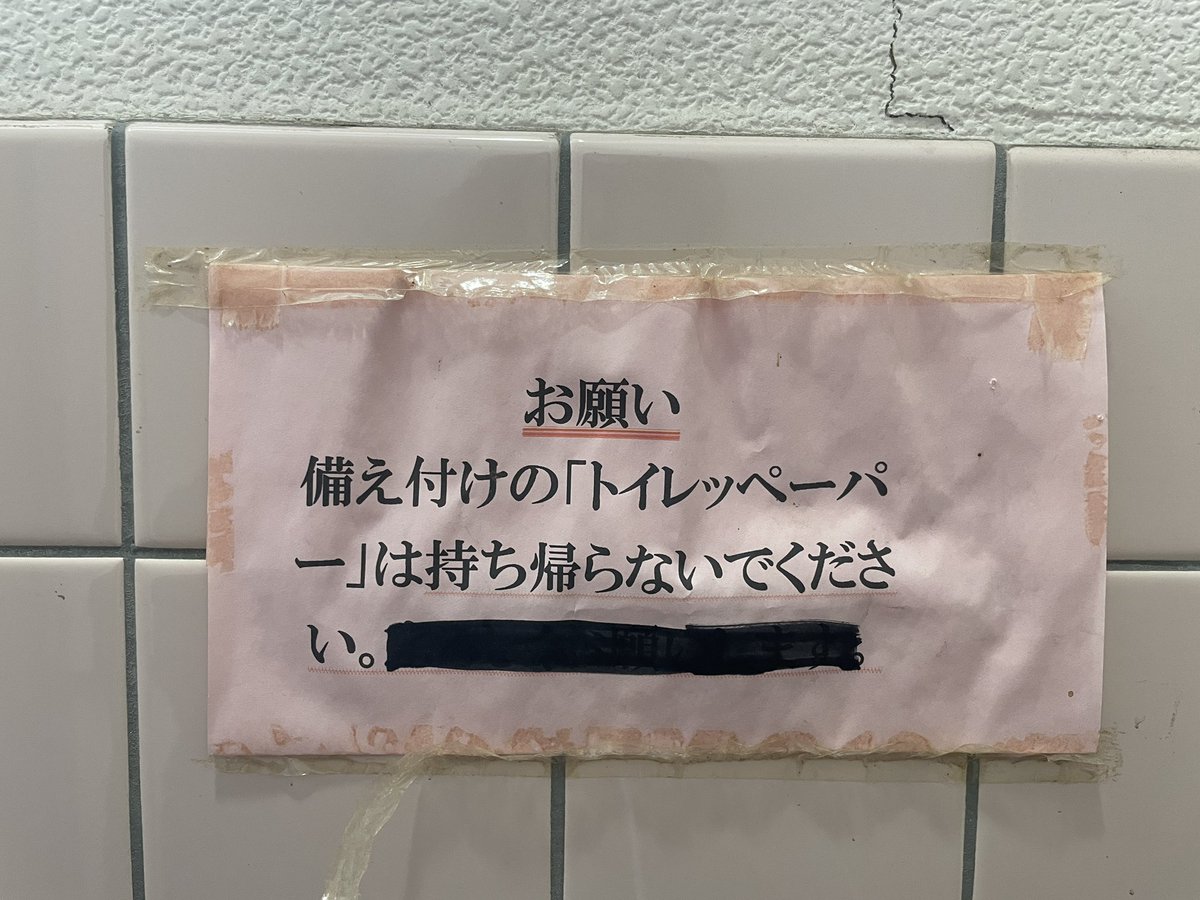 お願い
備え付けの「トイレッペーパ
ー」は持ち帰らないでくださ
い。